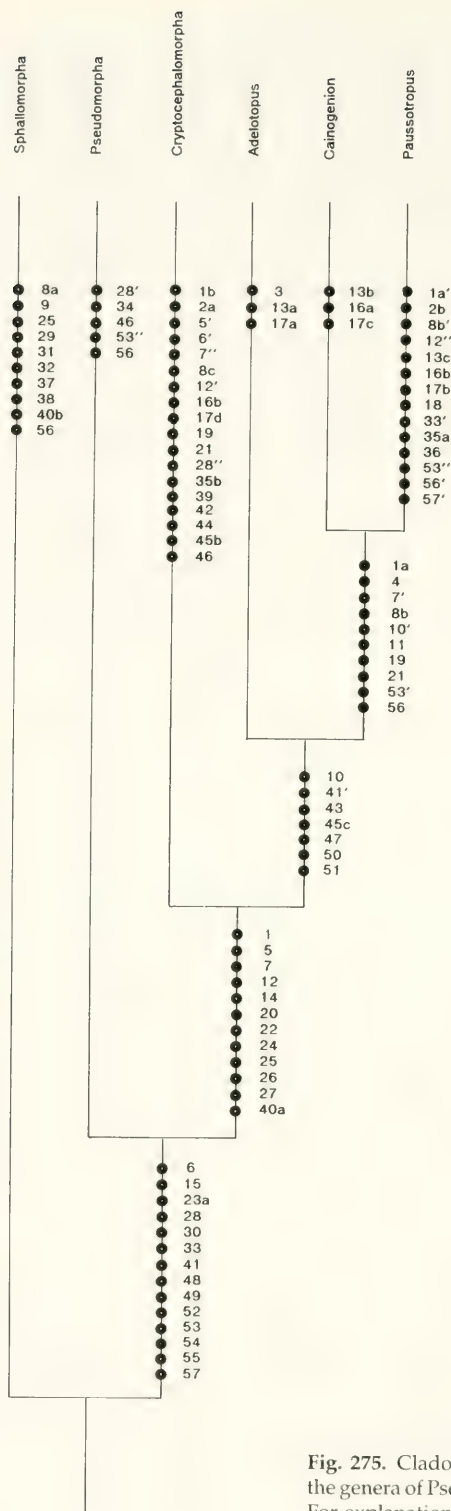 Sphallomorpha
Pseudomorpha
Cryptocephalomorpha
Adelotopus
Cainogenion
Paussotropus
8a
9
25
29
31
32
37
38
40b
56
28'
34
46
53''
56
1b
2a
5'
6'
7''
8c
12'
16b
17d
19
21
28''
35b
39
42
44
45b
46
3
13a
17a
13b
16a
17c
1a'
2b
8b'
12''
13c
16b
17b
18
33'
35a
36
53''
56'
57'
1a
4
7'
8b
10'
11
19
21
53'
56
10
41'
43
45c
47
50
51
1
5
7
12
14
20
22
24
25
26
27
40a
6
15
23a
28
30
33
41
48
49
52
53
54
55
57
Fig. 275. Clado
the genera of Pse
For explanation